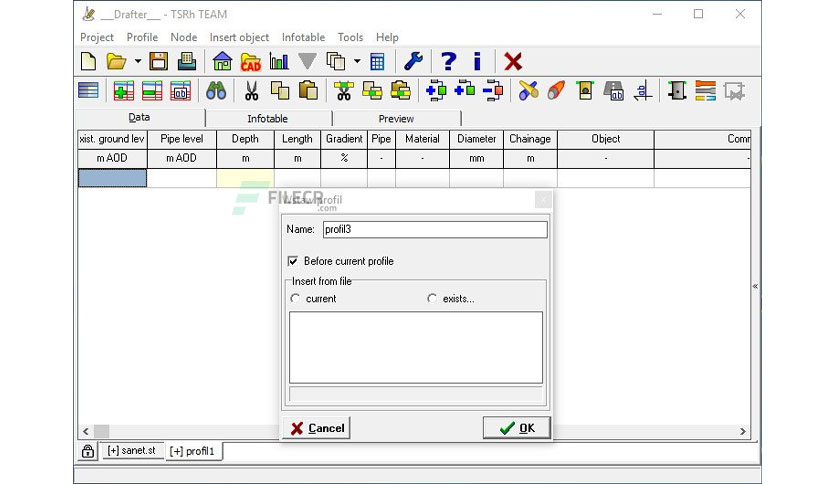 ___Drafter___ - TSRh TEAM
Project Profile Node Insert object Infotable Tools Help
CAD
Data Infotable Preview
xist. ground lev Pipe level Depth Length Gradient Pipe Material Diameter Chainage Object Comr
m AOD m AOD m m % - - mm m - -
FILECR
.com
Wstaw profil
Name: profil3
Before current profile
Insert from file
current exists...
Cancel OK
[+] sanet.st [+] profil1